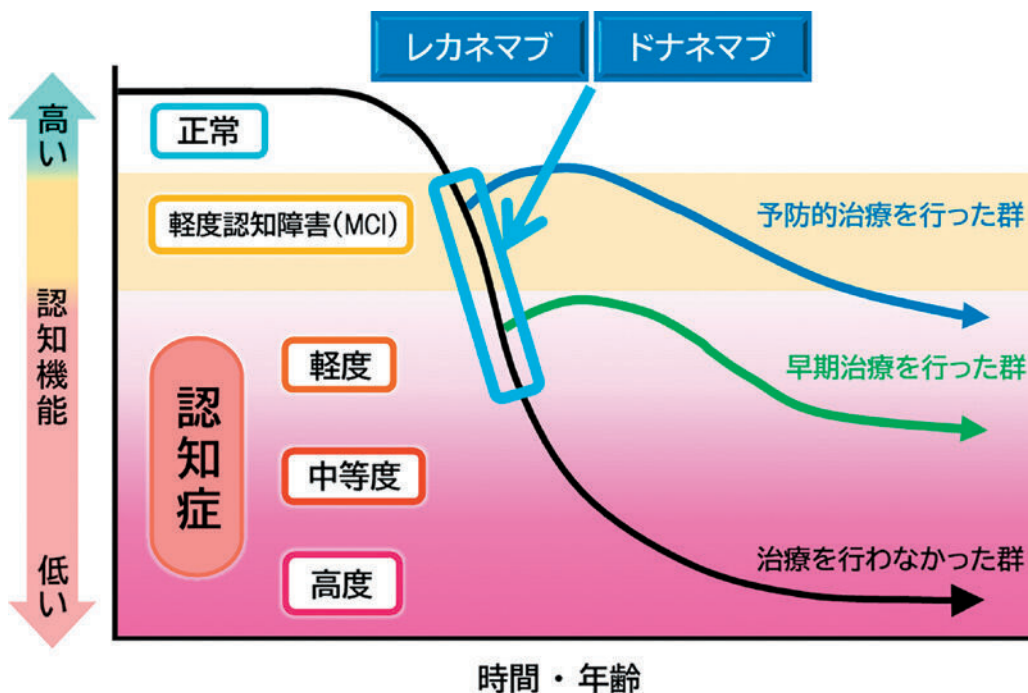 レカネマブ
ドナネマブ
高い
認知機能
低い
正常
軽度認知障害(MCI)
認知症
軽度
中等度
高度
予防的治療を行った群
早期治療を行った群
治療を行わなかった群
時間・年齢